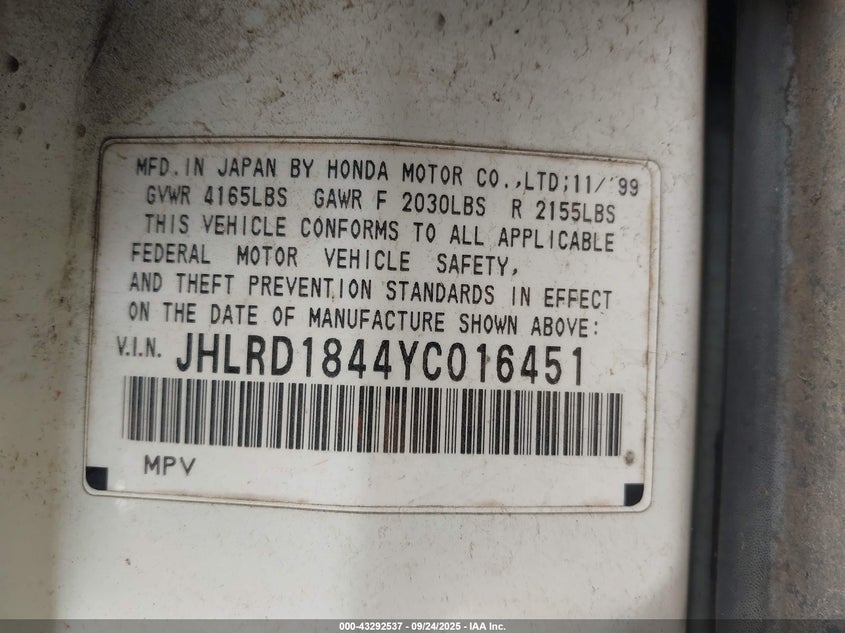 MFD. IN JAPAN BY HONDA MOTOR CO.,LTD;11/'99
GVWR 4165LBS GAWR F 2030LBS R 2155LBS
THIS VEHICLE CONFORMS TO ALL APPLICABLE
FEDERAL MOTOR VEHICLE SAFETY,
AND THEFT PREVENTION STANDARDS IN EFFECT
ON THE DATE OF MANUFACTURE SHOWN ABOVE:
V.I.N. JHLRD1844YC016451
MPV
000-43292537 - 09/24/2025 - IAA Inc.